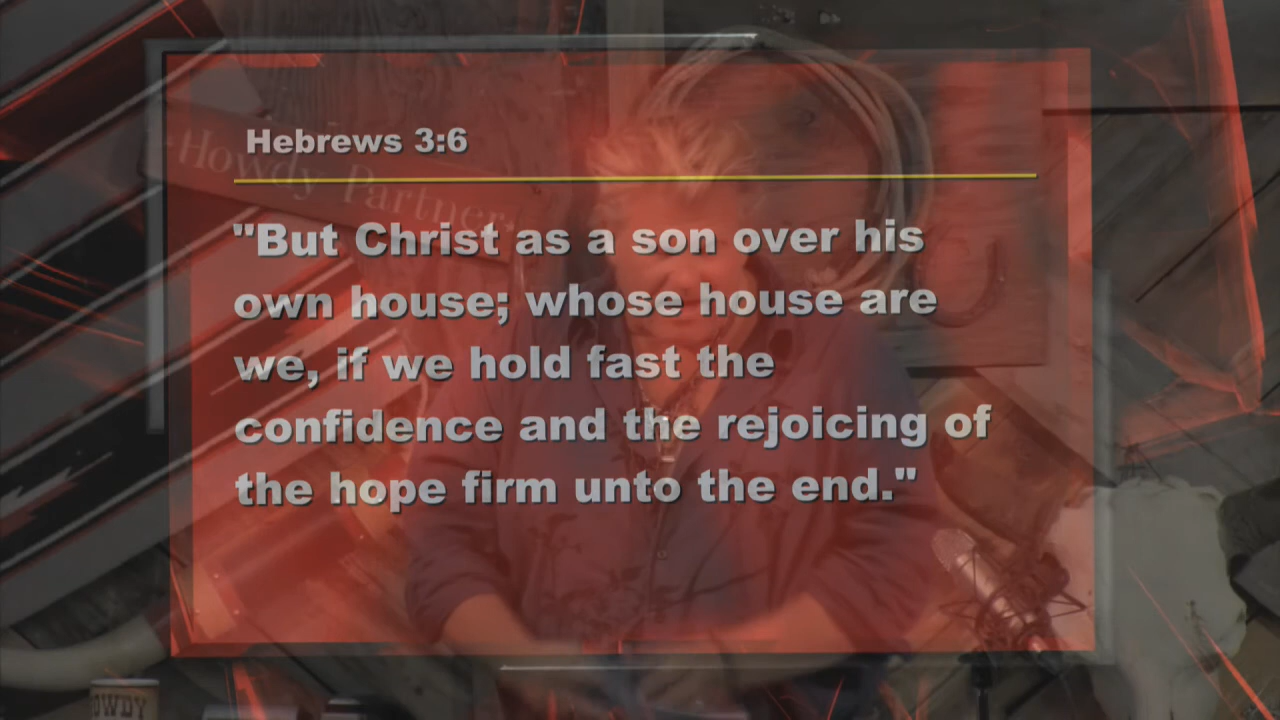 Hebrews 3:6
Howdy Partner
"But Christ as a son over his
own house; whose house are
we, if we hold fast the
confidence and the rejoicing of
the hope firm unto the end."
OWDY